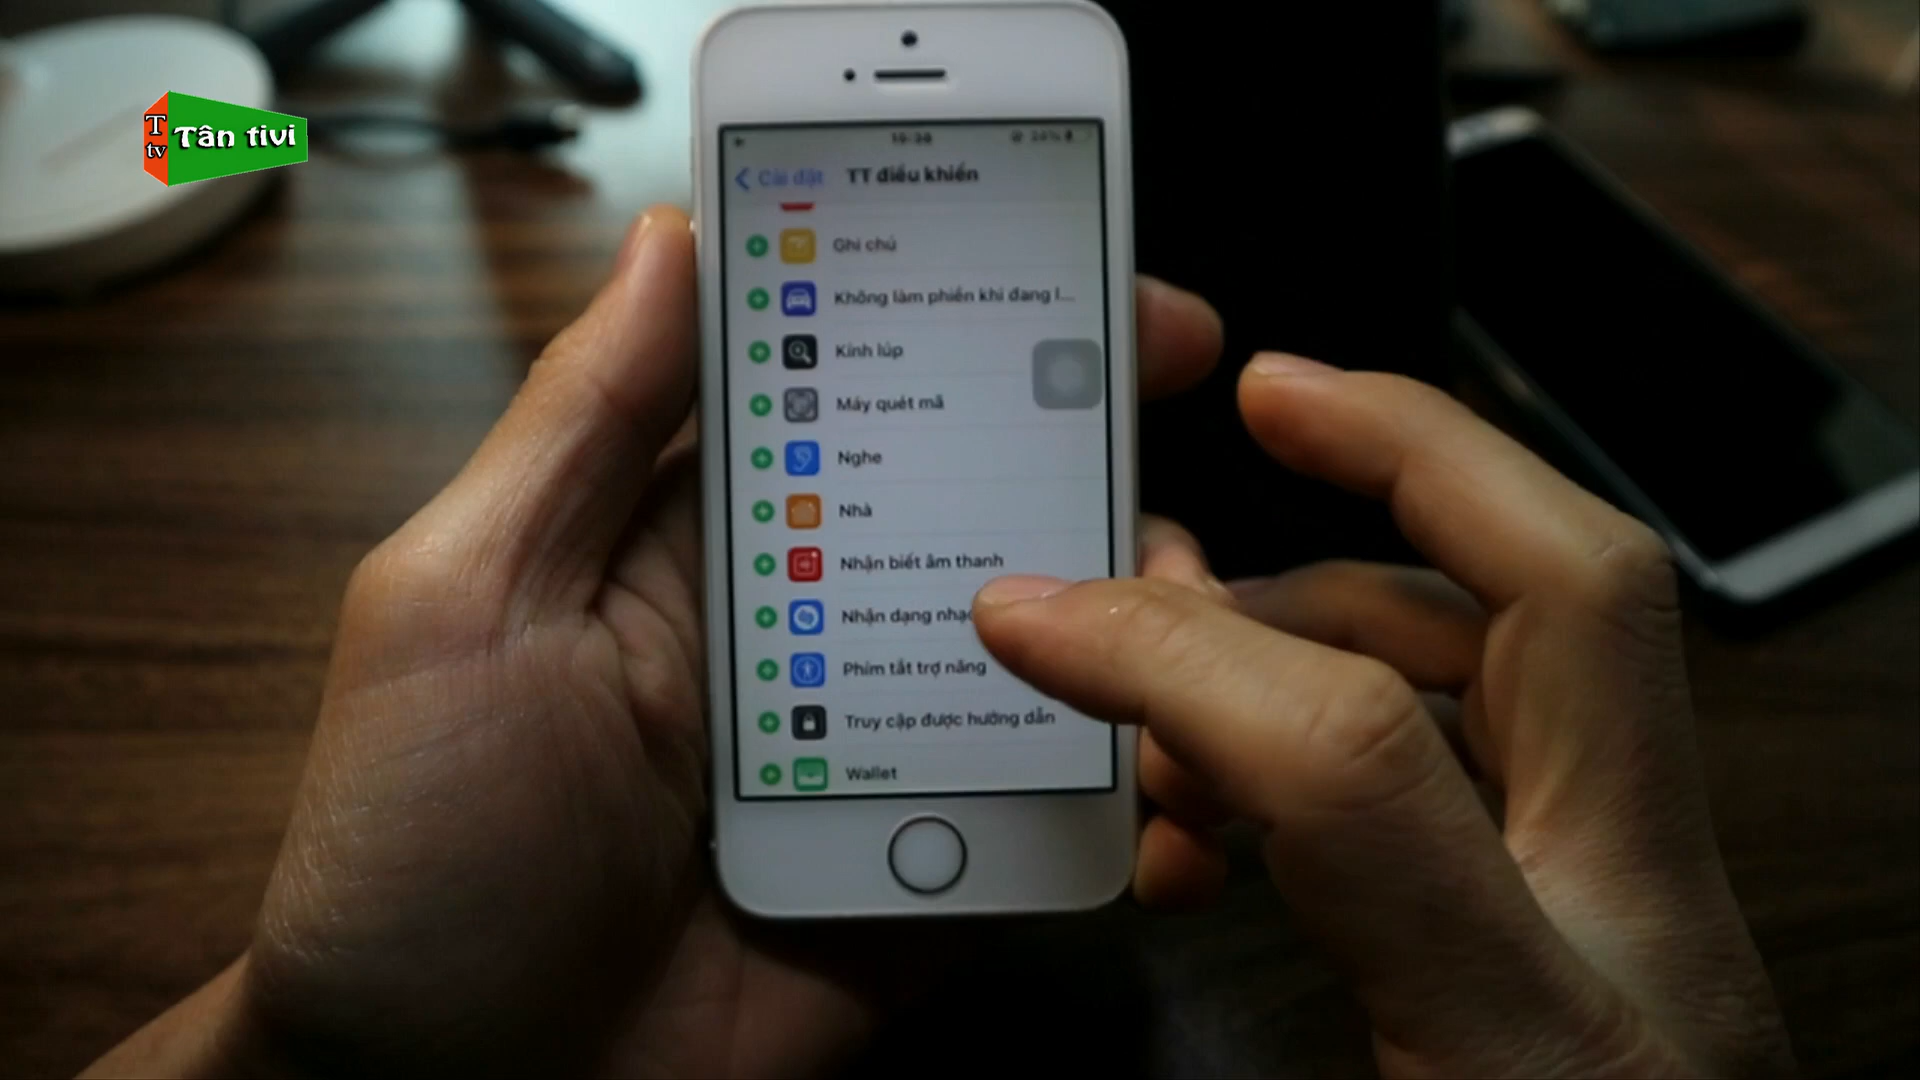 T
tv
Tân tivi
Cài đặt
TT điều khiển
Ghi chú
Không làm phiền khi đang l...
Kính lúp
Máy quét mã
Nghe
Nhà
Nhận biết âm thanh
Nhận dạng nhạc
Phím tắt trợ năng
Truy cập được hướng dẫn
Wallet